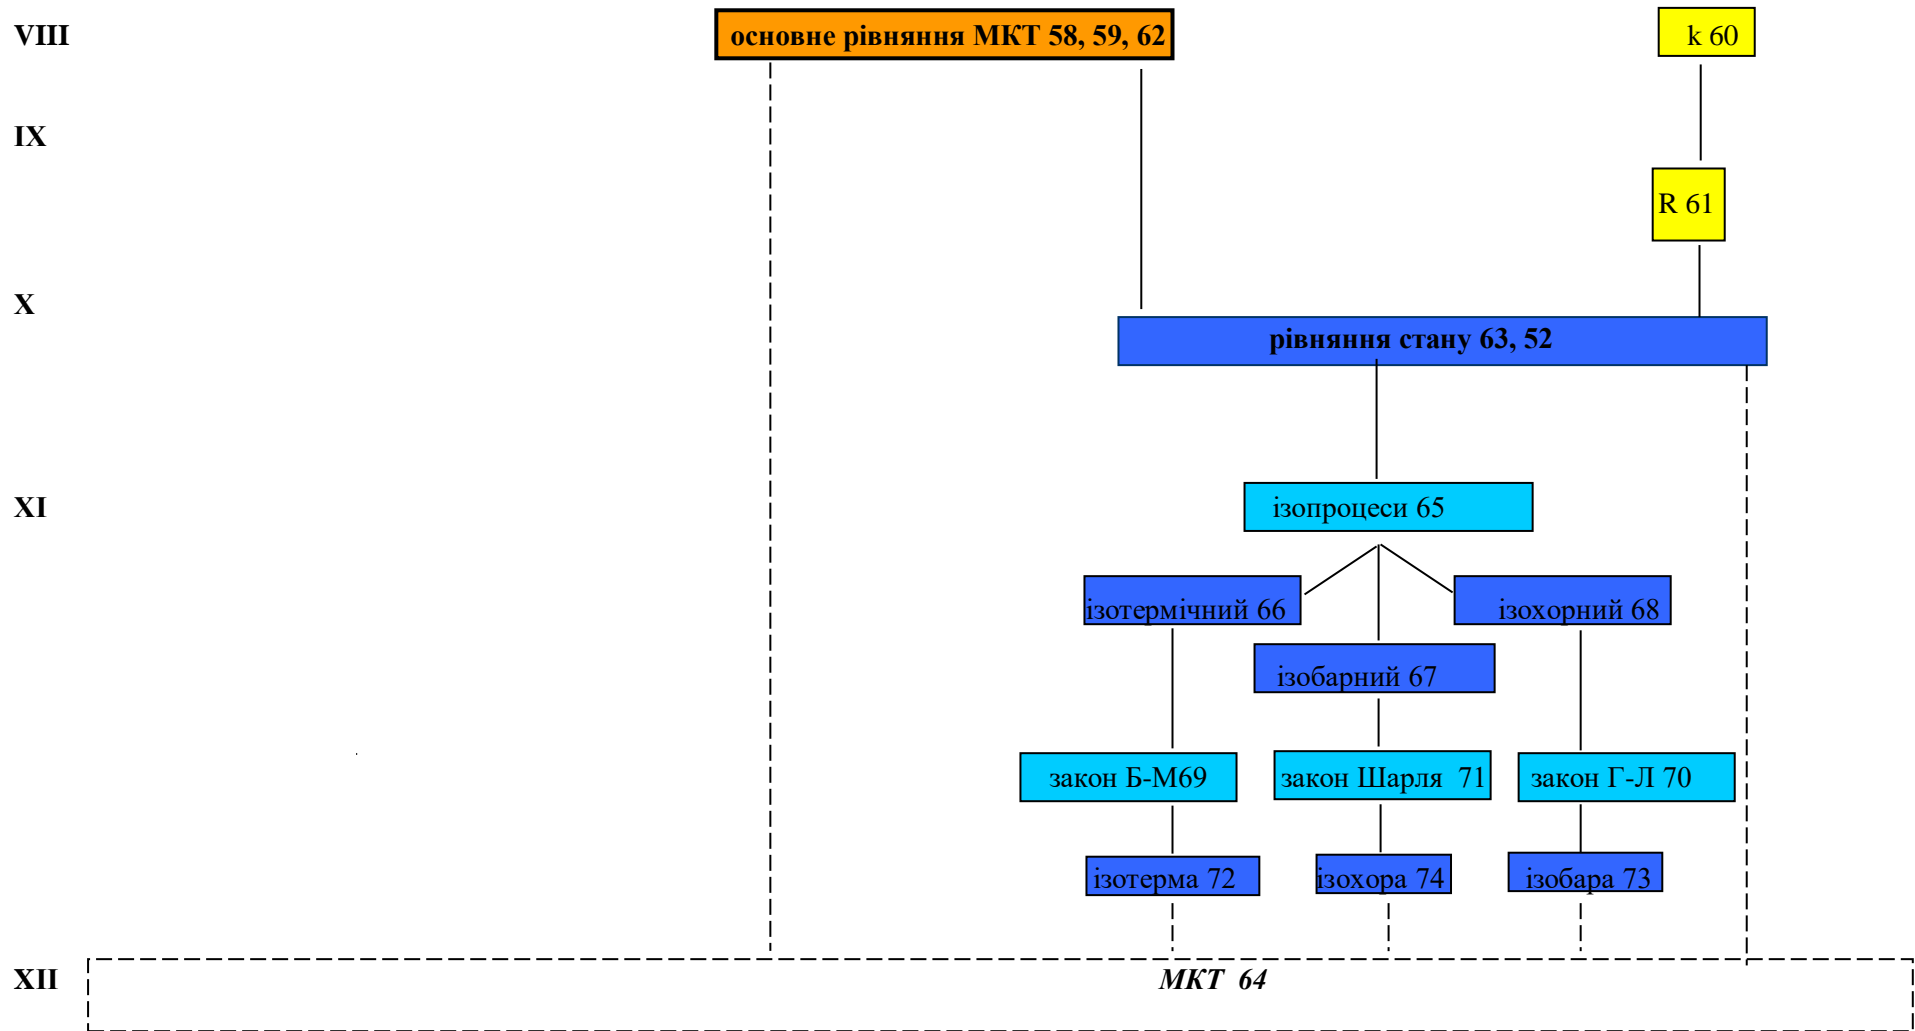 VIII
основне рівняння МКТ 58, 59, 62
k 60
IX
R 61
X
рівняння стану 63, 52
XI
ізопроцеси 65
ізотермічний 66
ізохорний 68
ізобарний 67
закон Б-М69
закон Шарля 71
закон Г-Л 70
ізотерма 72
ізохора 74
ізобара 73
XII
МКТ 64